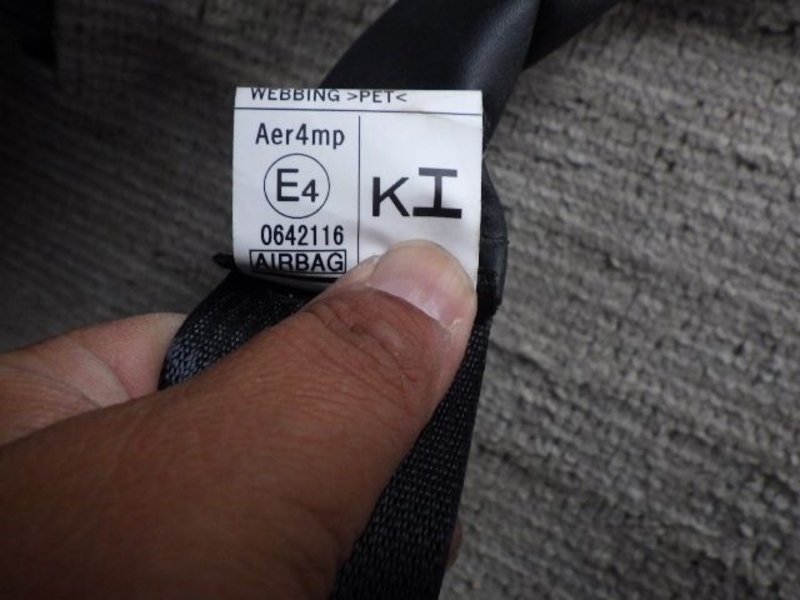 WEBBING >PET<
Aer4mp
E4
KI
0642116
AIRBAG